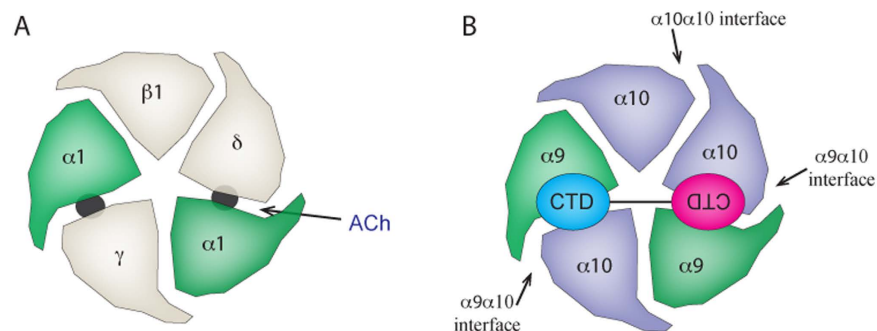 A
β1
α1
δ
ACh
γ
α1
B
α10α10 interface
α10
α9
α10
α9α10
interface
CTD
CTD
α10
α9
α9α10
interface